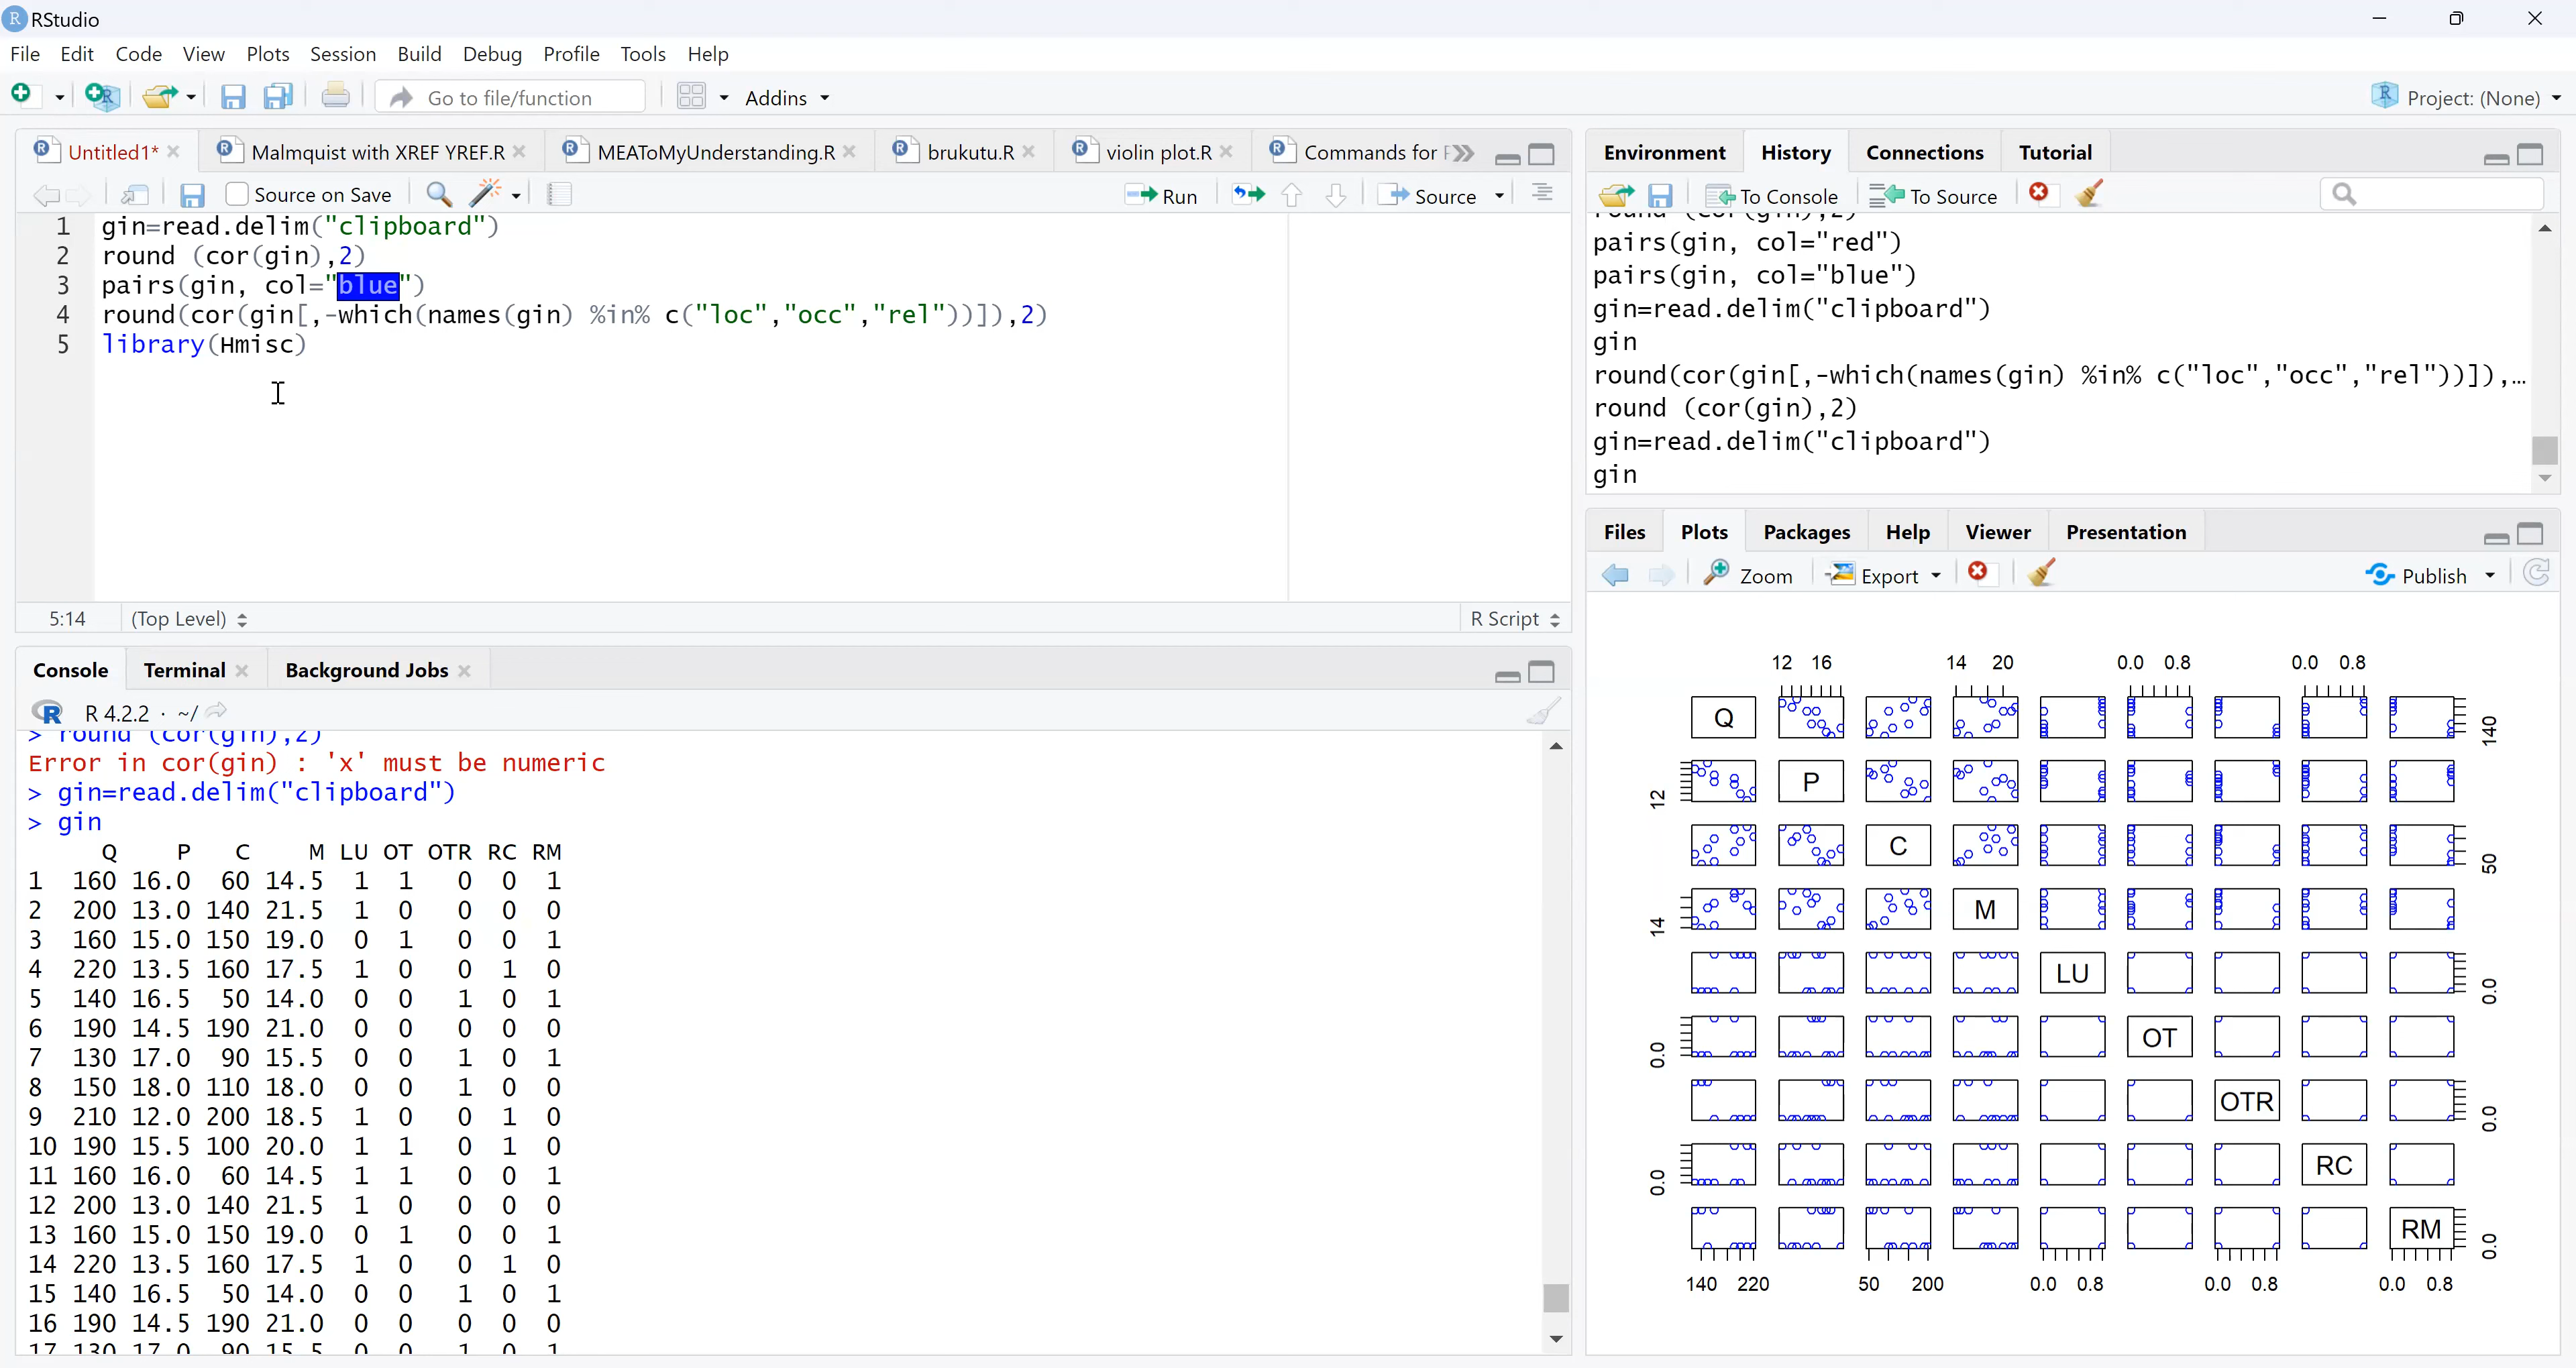 RStudio
File Edit Code View Plots Session Build Debug Profile Tools Help
Go to file/function Addins Project: (None)
Untitled1* Malmquist with XREF YREF.R MEAToMyUnderstanding.R brukutu.R violin plot.R Commands for
Source on Save Run Source
1 gin=read.delim("clipboard")
2 round (cor(gin),2)
3 pairs(gin, col="blue")
4 round(cor(gin[,-which(names(gin) %in% c("loc","occ","rel"))]),2)
5 library(Hmisc)
5:14 (Top Level) R Script
Console Terminal Background Jobs
R 4.2.2 · ~/
> round (cor(gin),2)
Error in cor(gin) : 'x' must be numeric
> gin=read.delim("clipboard")
> gin
Q P C M LU OT OTR RC RM
1 160 16.0 60 14.5 1 1 0 0 1
2 200 13.0 140 21.5 1 0 0 0 0
3 160 15.0 150 19.0 0 1 0 0 1
4 220 13.5 160 17.5 1 0 0 1 0
5 140 16.5 50 14.0 0 0 1 0 1
6 190 14.5 190 21.0 0 0 0 0 0
7 130 17.0 90 15.5 0 0 1 0 1
8 150 18.0 110 18.0 0 0 1 0 0
9 210 12.0 200 18.5 1 0 0 1 0
10 190 15.5 100 20.0 1 1 0 1 0
11 160 16.0 60 14.5 1 1 0 0 1
12 200 13.0 140 21.5 1 0 0 0 0
13 160 15.0 150 19.0 0 1 0 0 1
14 220 13.5 160 17.5 1 0 0 1 0
15 140 16.5 50 14.0 0 0 1 0 1
16 190 14.5 190 21.0 0 0 0 0 0
17 130 17.0 90 15.5 0 0 1 0 1
Environment History Connections Tutorial
To Console To Source
round (cor(gin),2)
pairs(gin, col="red")
pairs(gin, col="blue")
gin=read.delim("clipboard")
gin
round(cor(gin[,-which(names(gin) %in% c("loc","occ","rel"))]),…
round (cor(gin),2)
gin=read.delim("clipboard")
gin
Files Plots Packages Help Viewer Presentation
Zoom Export Publish
12 16 14 20 0.0 0.8 0.0 0.8
Q 140
12 P
C 50
14 M
LU 0.0
0.0 OT
OTR 0.0
0.0 RC
RM 0.0
140 220 50 200 0.0 0.8 0.0 0.8 0.0 0.8